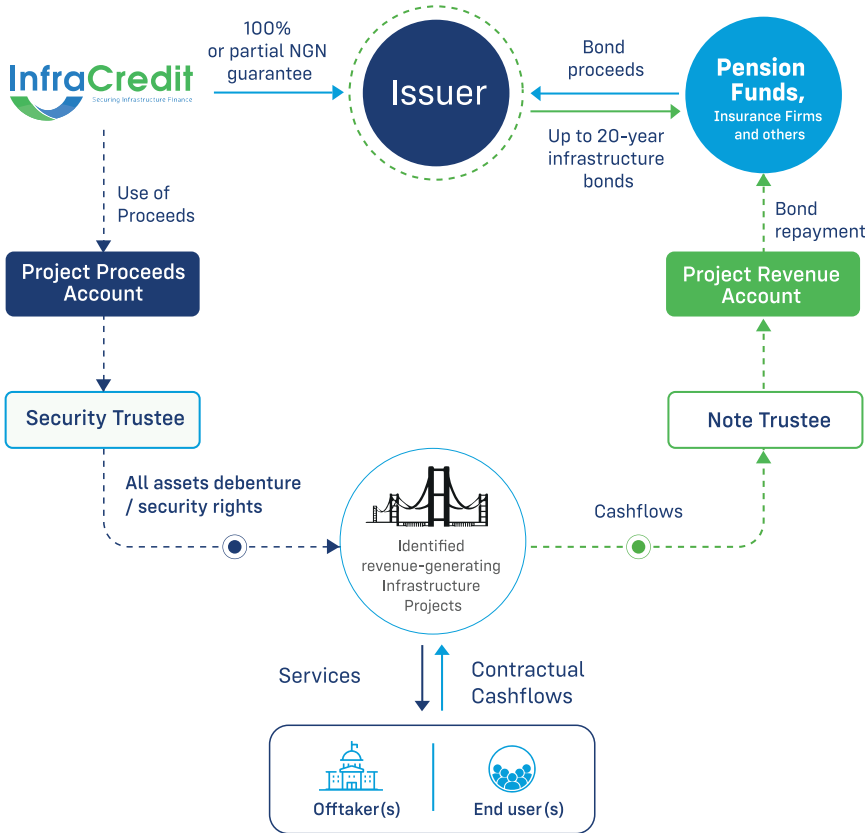 100%
or partial NGN
guarantee
InfraCredit
Securing Infrastructure Finance
Issuer
Bond
proceeds
Up to 20-year
infrastructure
bonds
Pension
Funds,
Insurance Firms
and others
Use of
Proceeds
Bond
repayment
Project Proceeds
Account
Project Revenue
Account
Security Trustee
Note Trustee
All assets debenture
/ security rights
Identified
revenue-generating
Infrastructure
Projects
Cashflows
Services
Contractual
Cashflows
Offtaker(s)
End user(s)